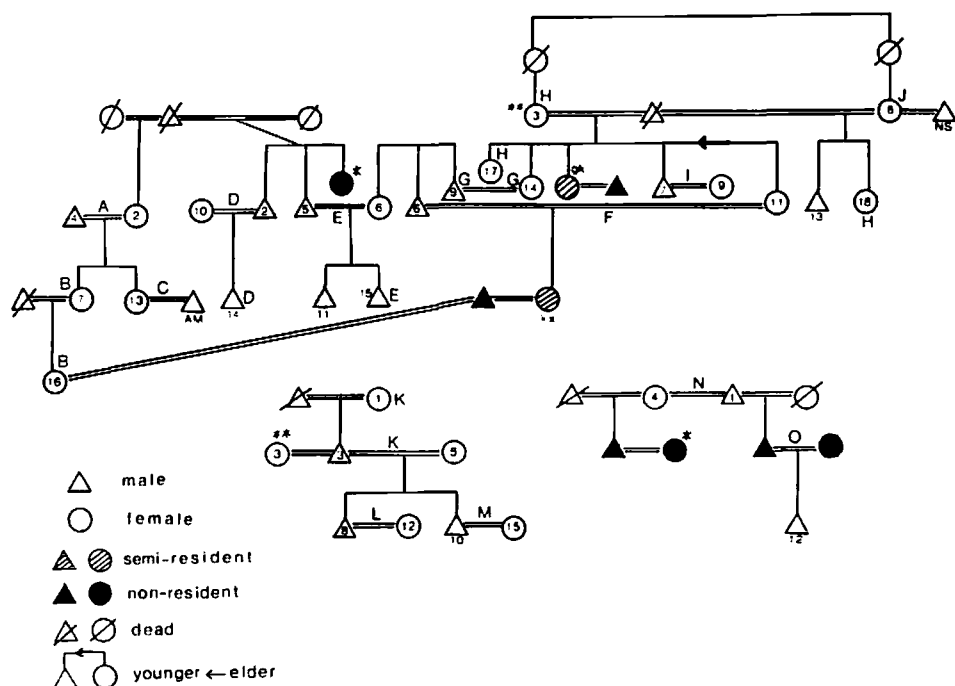 H J
** 3 8
NS
* H G G g* I
17 9 14 7 9
A 4 2 10 D 2 5 E 6 6 F 11 13 18 H
B C D 15 E
7 13 AM 14 11 **
B
16
N
1 K 4 1
** K * O
3 3 5
L M
8 12 10 15 12
male
female
semi-resident
non-resident
dead
younger ← elder